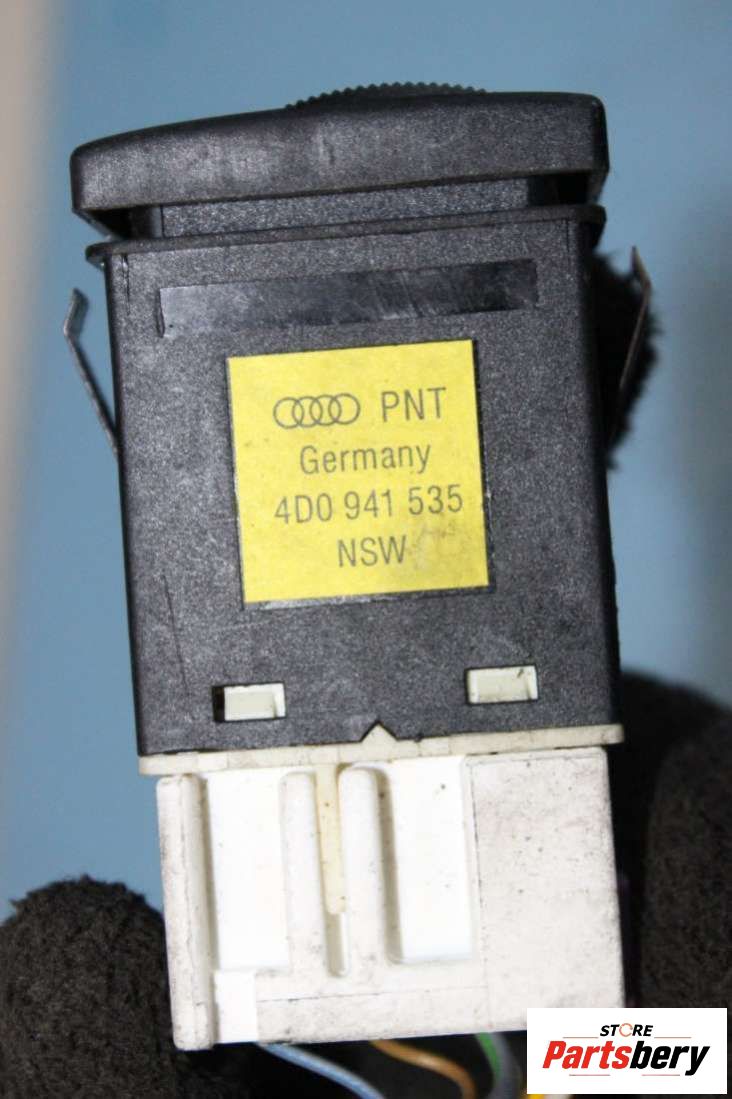 PNT
Germany
4D0 941 535
NSW
STORE
Partsbery